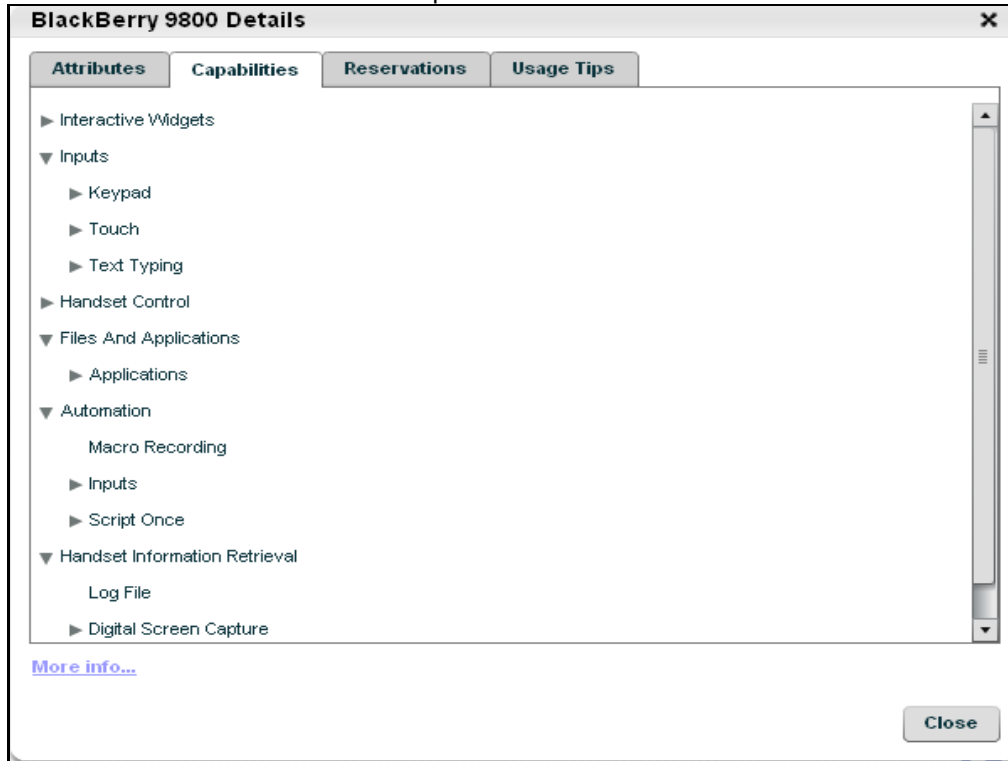 BlackBerry 9800 Details
Attributes Capabilities Reservations Usage Tips
Interactive Widgets
Inputs
Keypad
Touch
Text Typing
Handset Control
Files And Applications
Applications
Automation
Macro Recording
Inputs
Script Once
Handset Information Retrieval
Log File
Digital Screen Capture
More info...
Close